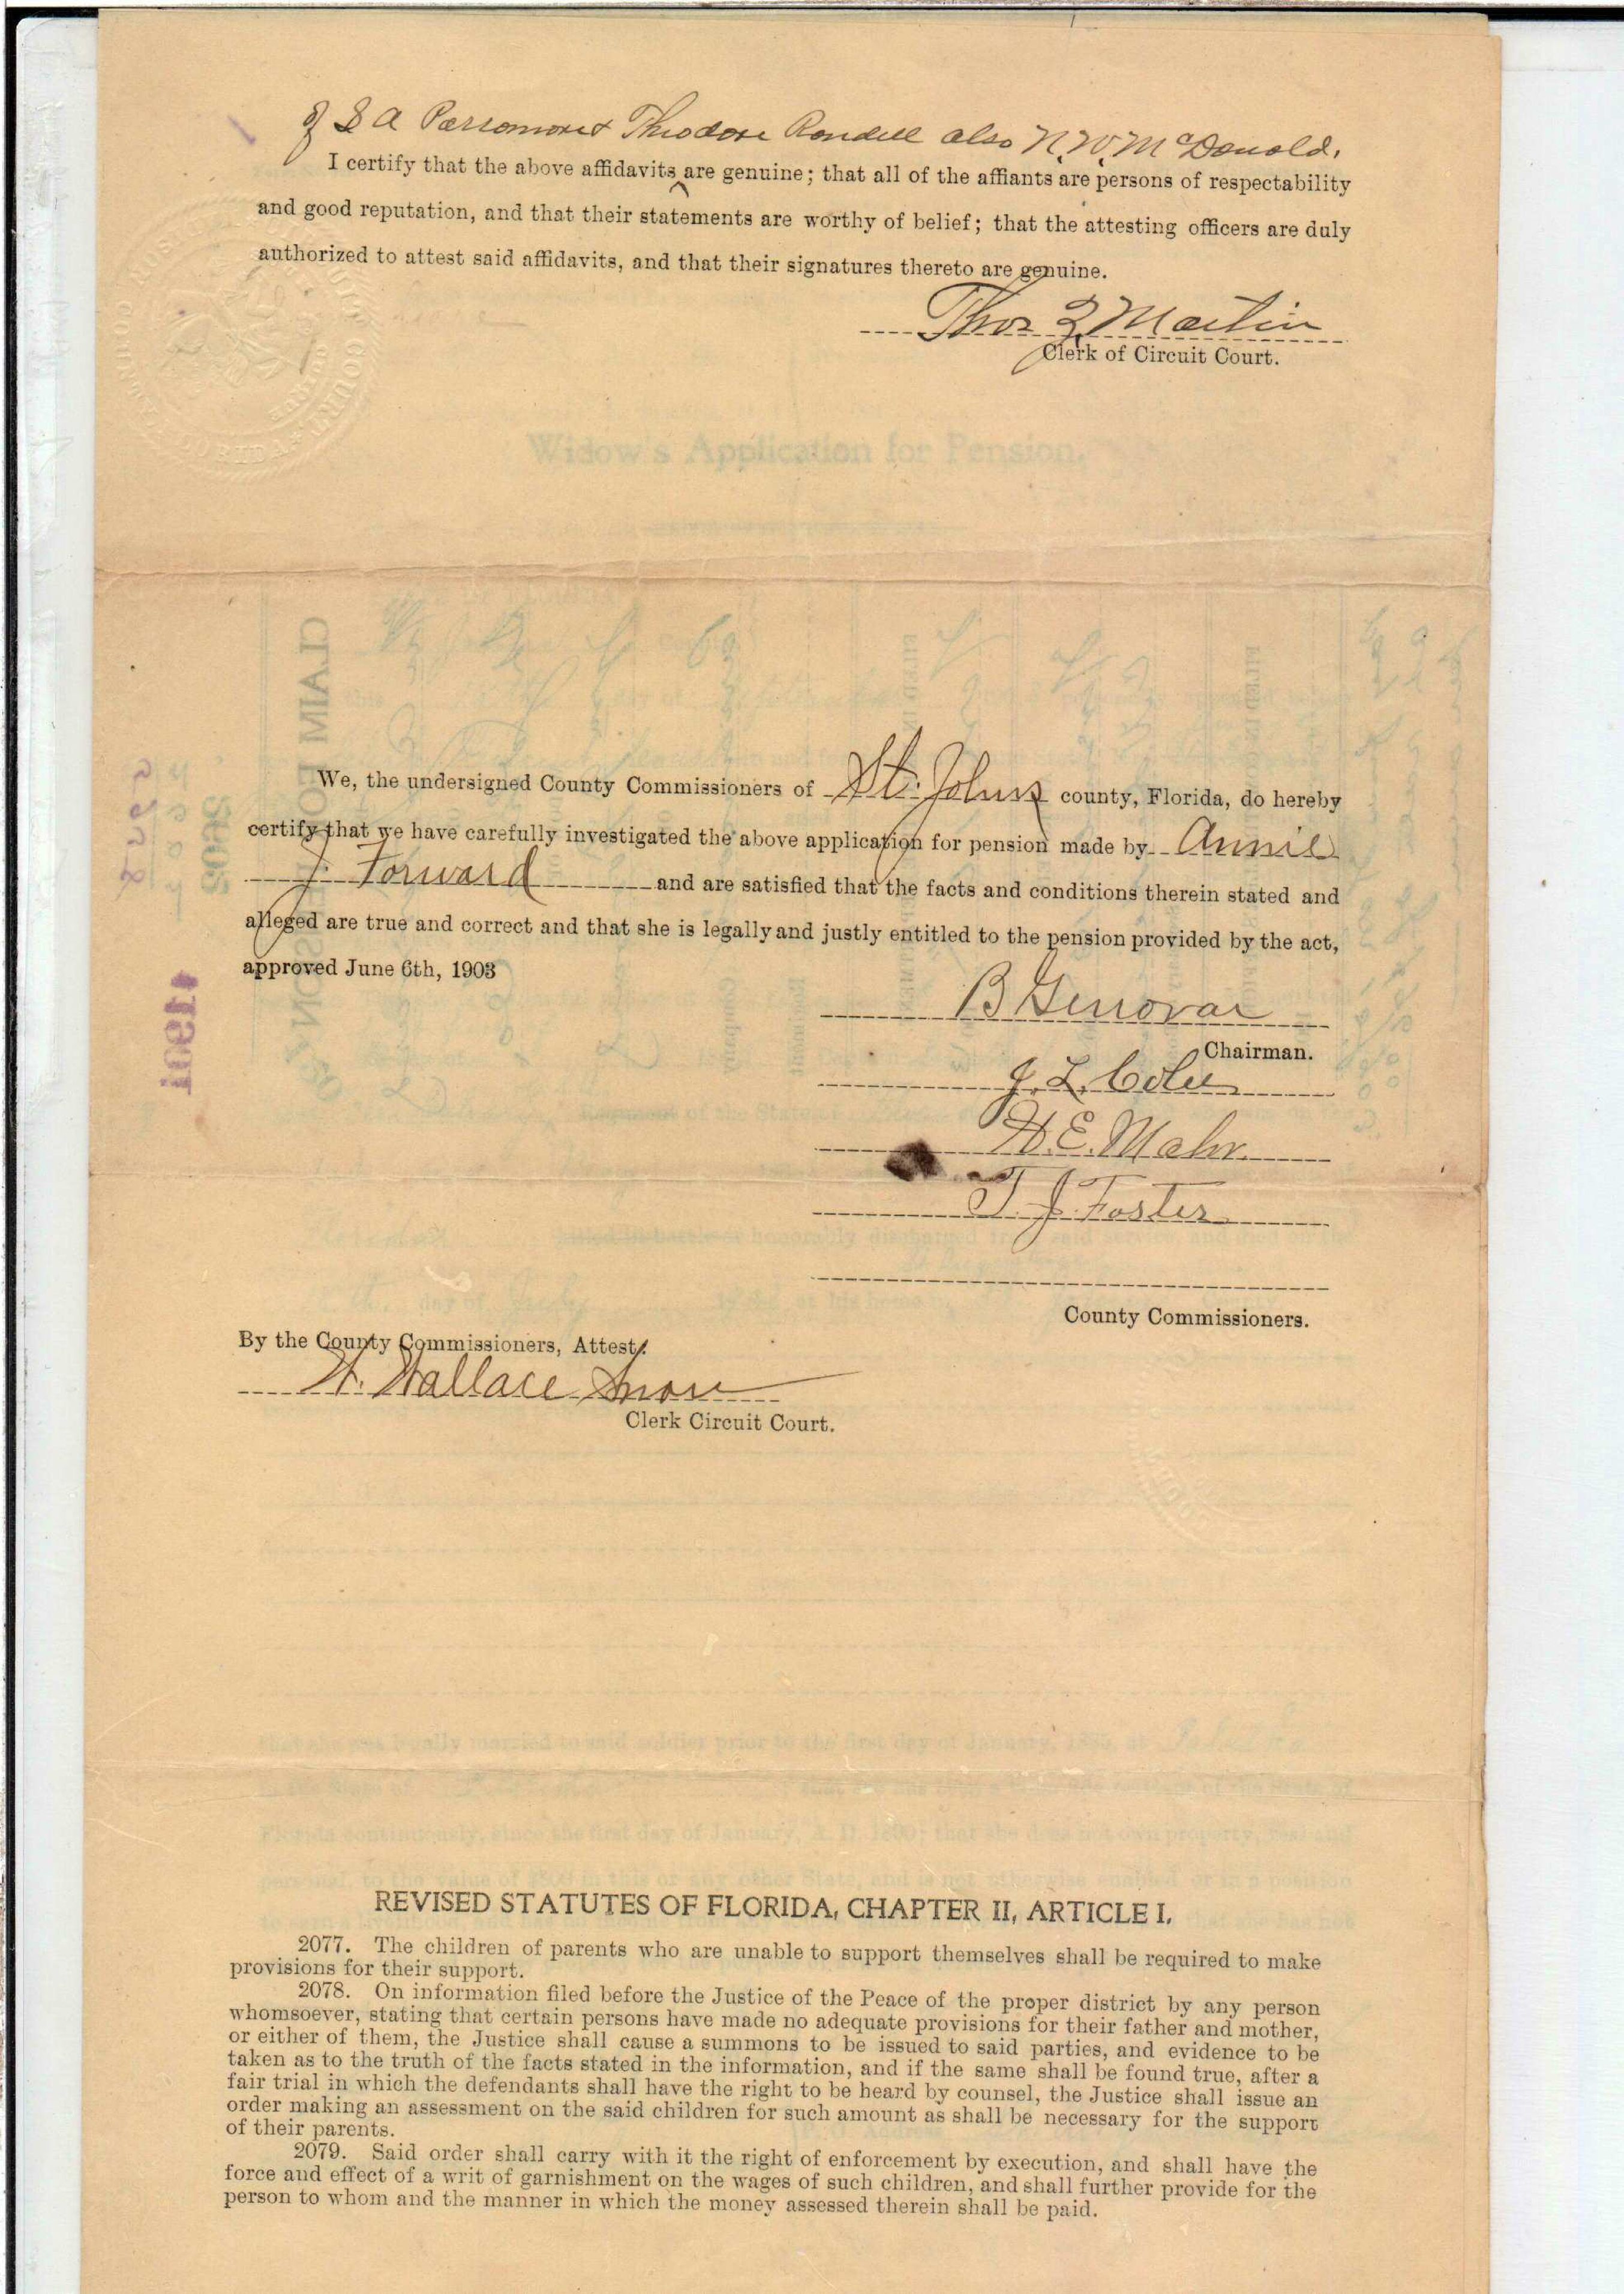 of S A Parramore & Theodore Rondell also N. W. McDonald.
I certify that the above affidavits ^ are genuine; that all of the affiants are persons of respectability
and good reputation, and that their statements are worthy of belief; that the attesting officers are duly
authorized to attest said affidavits, and that their signatures thereto are genuine.
Thos Martin
Clerk of Circuit Court.
Widow's Application for Pension.
We, the undersigned County Commissioners of St. Johns county, Florida, do hereby
certify that we have carefully investigated the above application for pension made by Annie
J. Forward and are satisfied that the facts and conditions therein stated and
alleged are true and correct and that she is legally and justly entitled to the pension provided by the act,
approved June 6th, 1903
B Genovar
Chairman.
J. L. Colee
H. E. Mahr.
T. J. Foster
County Commissioners.
By the County Commissioners, Attest:
W. Wallace Snow
Clerk Circuit Court.
REVISED STATUTES OF FLORIDA, CHAPTER II, ARTICLE I.
2077. The children of parents who are unable to support themselves shall be required to make
provisions for their support.
2078. On information filed before the Justice of the Peace of the proper district by any person
whomsoever, stating that certain persons have made no adequate provisions for their father and mother,
or either of them, the Justice shall cause a summons to be issued to said parties, and evidence to be
taken as to the truth of the facts stated in the information, and if the same shall be found true, after a
fair trial in which the defendants shall have the right to be heard by counsel, the Justice shall issue an
order making an assessment on the said children for such amount as shall be necessary for the support
of their parents.
2079. Said order shall carry with it the right of enforcement by execution, and shall have the
force and effect of a writ of garnishment on the wages of such children, and shall further provide for the
person to whom and the manner in which the money assessed therein shall be paid.